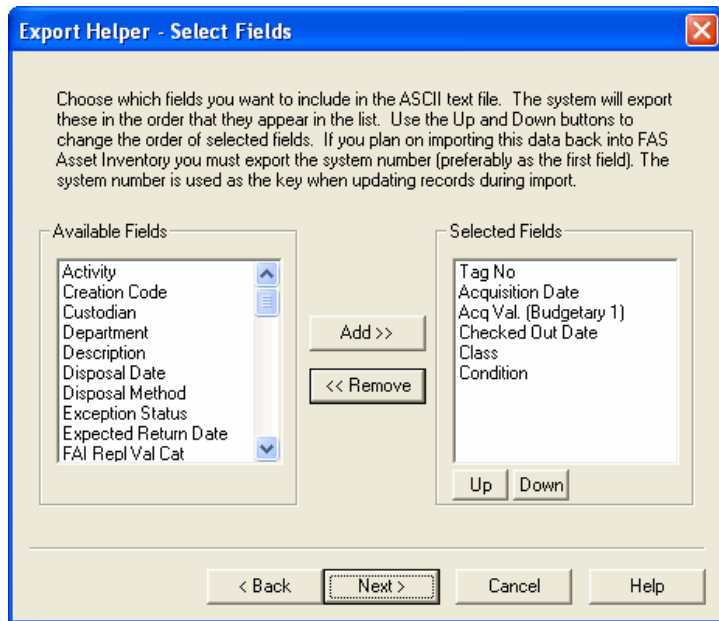 Export Helper - Select Fields
Choose which fields you want to include in the ASCII text file. The system will export
these in the order that they appear in the list. Use the Up and Down buttons to
change the order of selected fields. If you plan on importing this data back into FAS
Asset Inventory you must export the system number (preferably as the first field). The
system number is used as the key when updating records during import.
Available Fields
Activity
Creation Code
Custodian
Department
Description
Disposal Date
Disposal Method
Exception Status
Expected Return Date
FAI Repl Val Cat
Add >>
<< Remove
Selected Fields
Tag No
Acquisition Date
Acq Val. (Budgetary 1)
Checked Out Date
Class
Condition
Up
Down
< Back
Next >
Cancel
Help